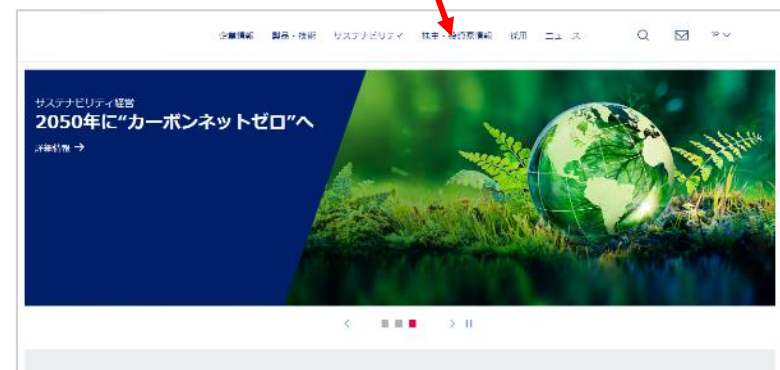 企業情報 製品・技術 サステナビリティ 株主・投資家情報 採用 ニュース JP
サステナビリティ経営
2050年に“カーボンネットゼロ”へ
詳細情報 →